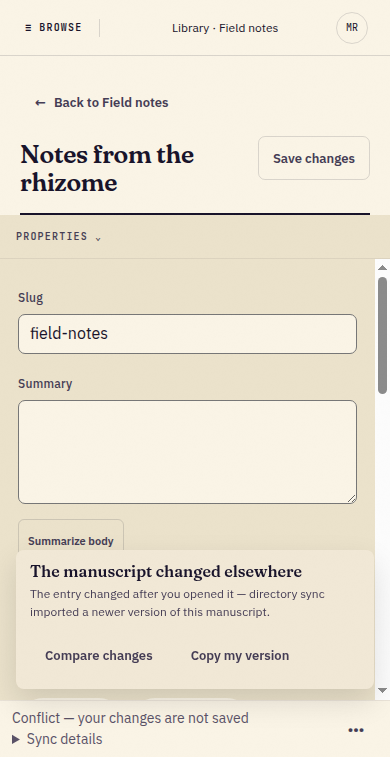 ≡ BROWSE
Library · Field notes
MR
← Back to Field notes
Notes from the
rhizome
Save changes
PROPERTIES ⌄
Slug
field-notes
Summary
Summarize body
The manuscript changed elsewhere
The entry changed after you opened it — directory sync
imported a newer version of this manuscript.
Compare changes
Copy my version
Conflict — your changes are not saved
▶ Sync details
•••